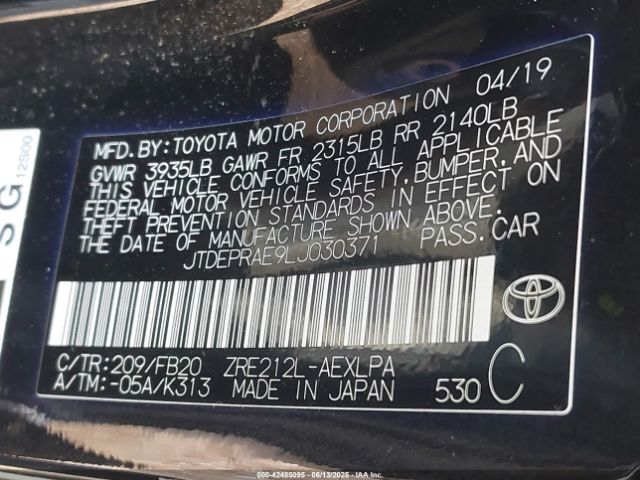 04/19
MFD.BY:TOYOTA MOTOR CORPORATION
GVWR 3935LB GAWR FR 2315LB RR 2140LB
THIS VEHICLE CONFORMS TO ALL APPLICABLE
FEDERAL MOTOR VEHICLE SAFETY,BUMPER,AND
THEFT PREVENTION STANDARDS IN EFFECT ON
THE DATE OF MANUFACTURE SHOWN ABOVE.
JTDEPRAE9LJ030371 PASS.CAR
C/TR:209/FB20 ZRE212L-AEXLPA
A/TM:-05A/K313 MADE IN JAPAN 530 C
SG
12S00
000-42485095 - 06/13/2025 - IAA Inc.